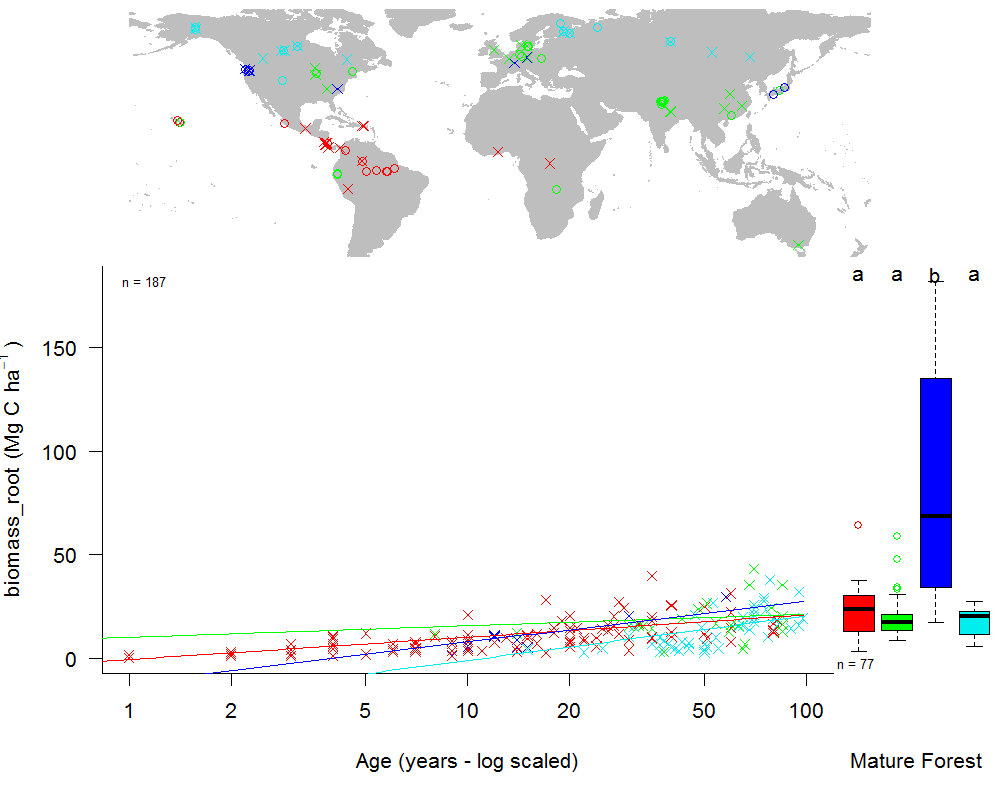 n = 187
a a b a
biomass_root (Mg C ha⁻¹)
150
100
50
0
n = 77
1 2 5 10 20 50 100
Age (years - log scaled)
Mature Forest